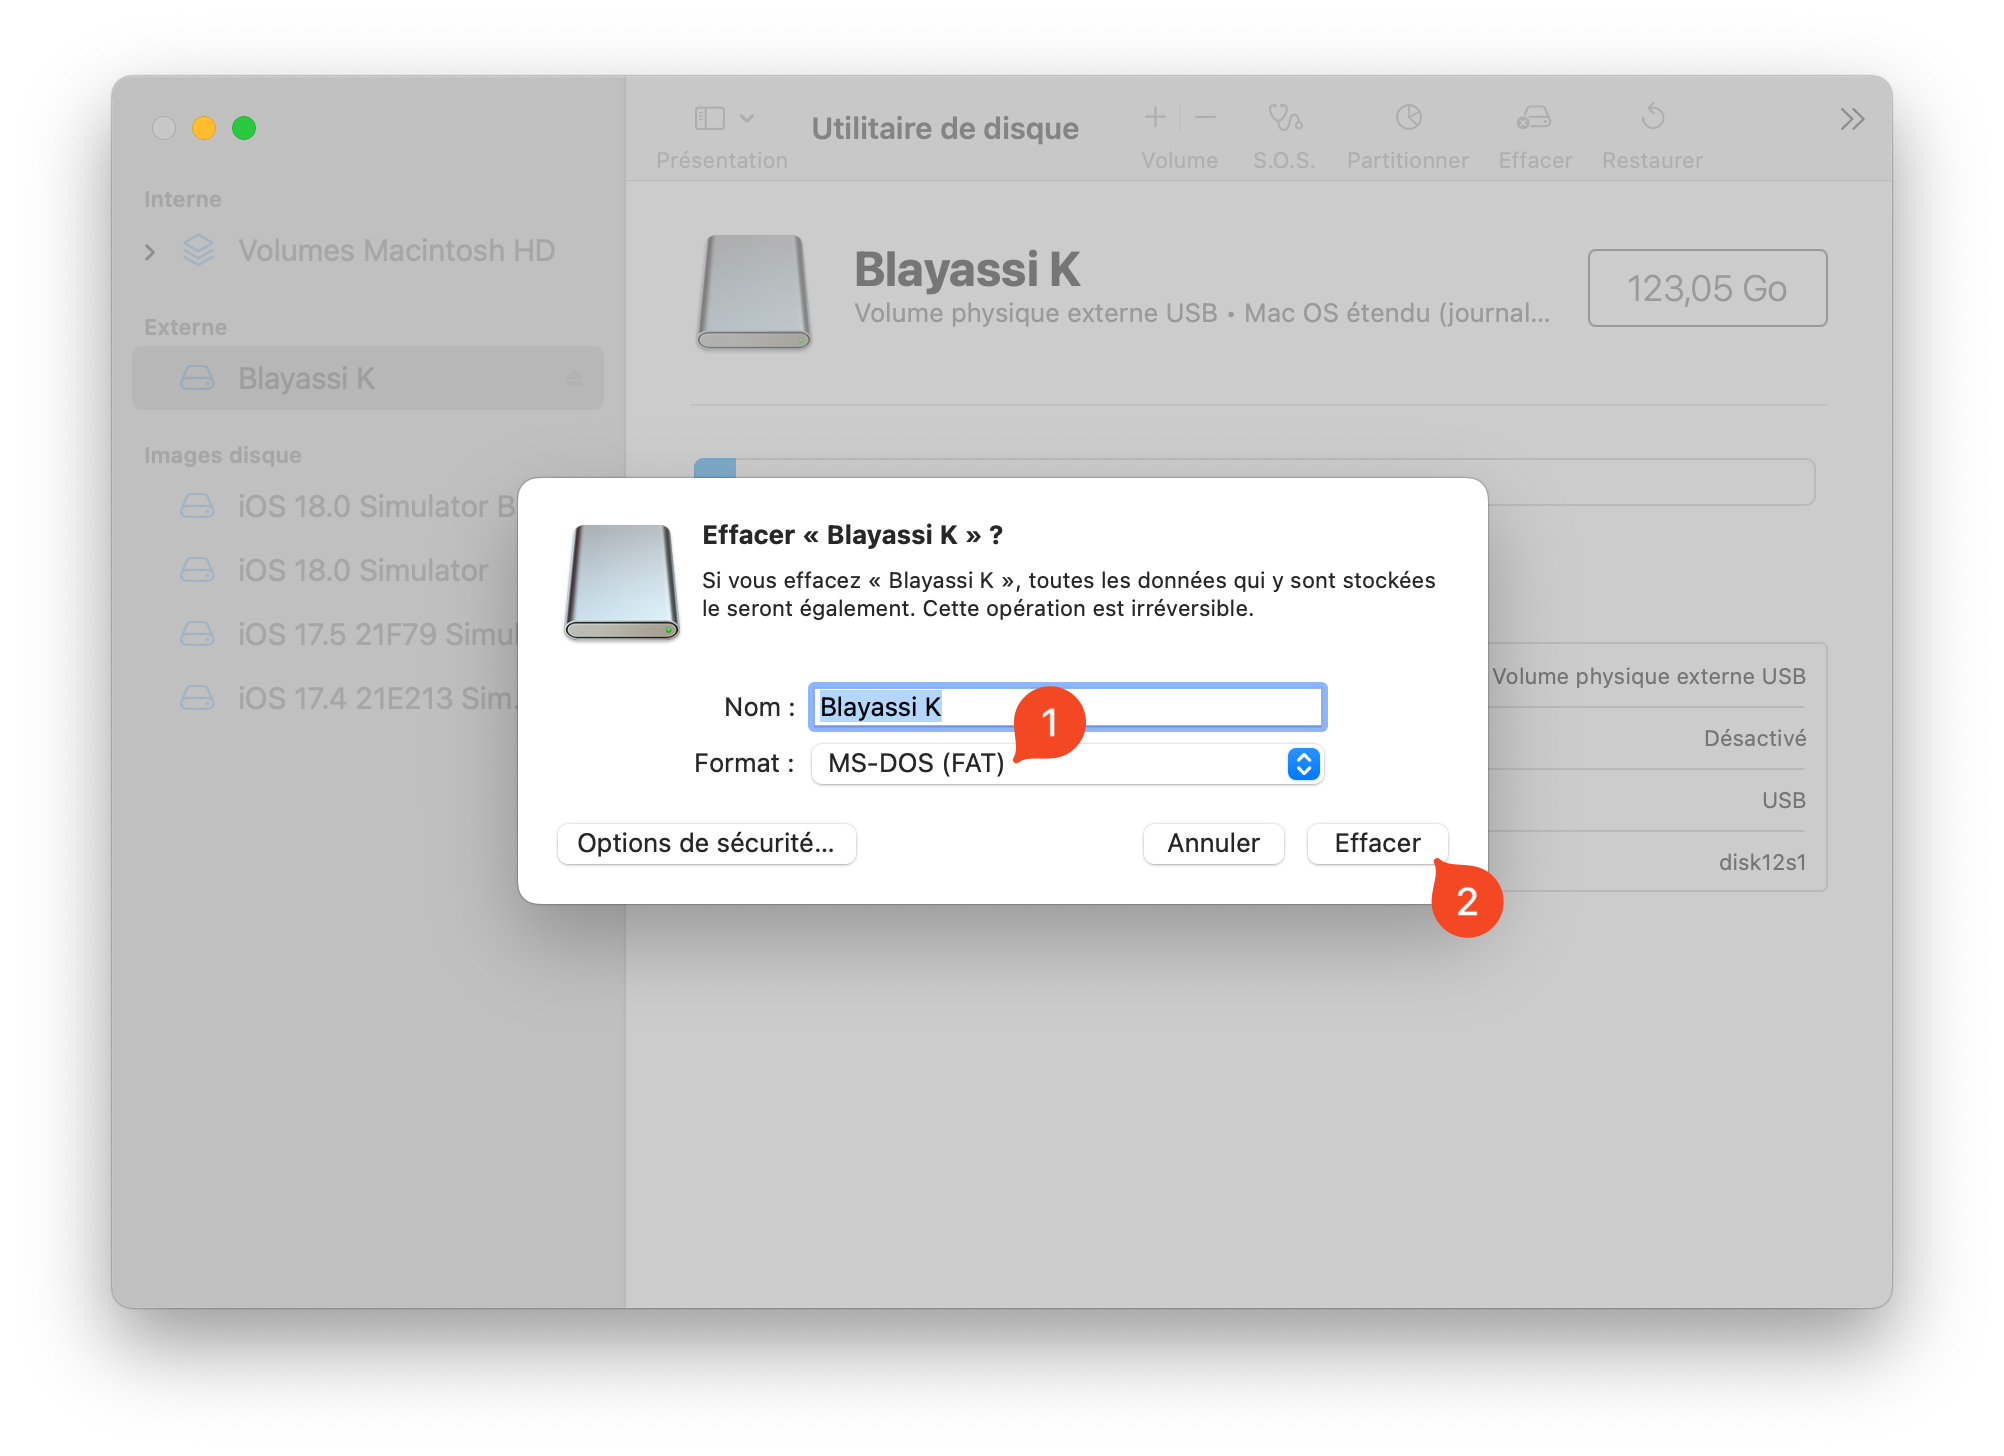 Utilitaire de disque
Présentation
Volume
S.O.S.
Partitionner
Effacer
Restaurer
Interne
Volumes Macintosh HD
Externe
Blayassi K
Images disque
iOS 18.0 Simulator B
iOS 18.0 Simulator
iOS 17.5 21F79 Simul
iOS 17.4 21E213 Sim.
Blayassi K
Volume physique externe USB • Mac OS étendu (journal...
123,05 Go
Effacer « Blayassi K » ?
Si vous effacez « Blayassi K », toutes les données qui y sont stockées
le seront également. Cette opération est irréversible.
Nom : Blayassi K
1
Format : MS-DOS (FAT)
Options de sécurité...
Annuler
Effacer
2
Volume physique externe USB
Désactivé
USB
disk12s1